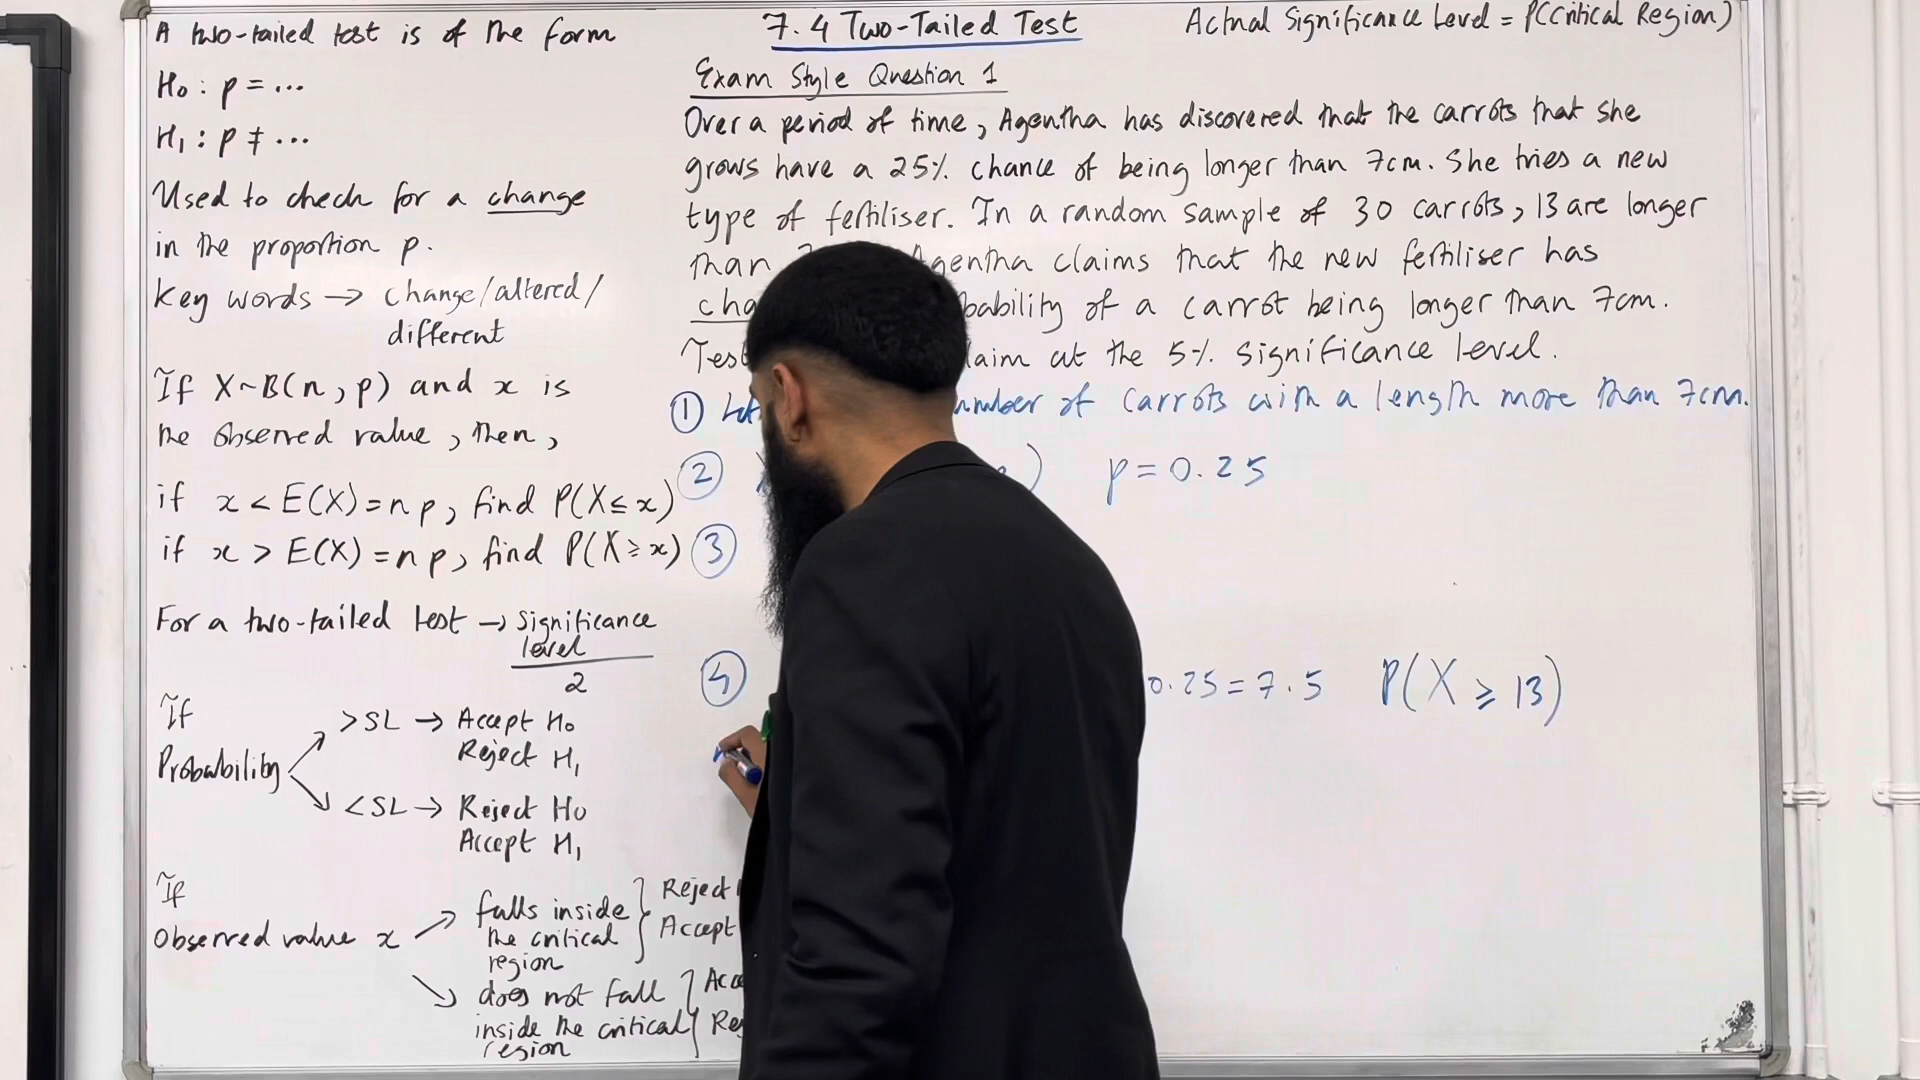 A two-tailed test is of the form
H₀ : p = ...
H₁ : p ≠ ...
Used to check for a change
in the proportion p.
Key words → change/altered/
different
If X~B(n, p) and x is
the observed value, then,
if x < E(X) = np, find P(X ≤ x)
if x > E(X) = np, find P(X ≥ x)
For a two-tailed test → Significance
level
2
If
Probability
>SL → Accept H₀
Reject H₁
<SL → Reject H₀
Accept H₁
If
Observed value x
falls inside
the critical
region
Reject
Accept
does not fall
inside the critical
region
7.4 Two-Tailed Test
Actual Significance Level = P(Critical Region)
Exam Style Question 1
Over a period of time, Agentha has discovered that the carrots that she
grows have a 25% chance of being longer than 7cm. She tries a new
type of fertiliser. In a random sample of 30 carrots, 13 are longer
than Agentha claims that the new fertiliser has
of a carrot being longer than 7cm.
at the 5% significance level.
① of carrots with a length more than 7cm.
② p = 0.25
③
④ 0.25 = 7.5 P(X ≥ 13)